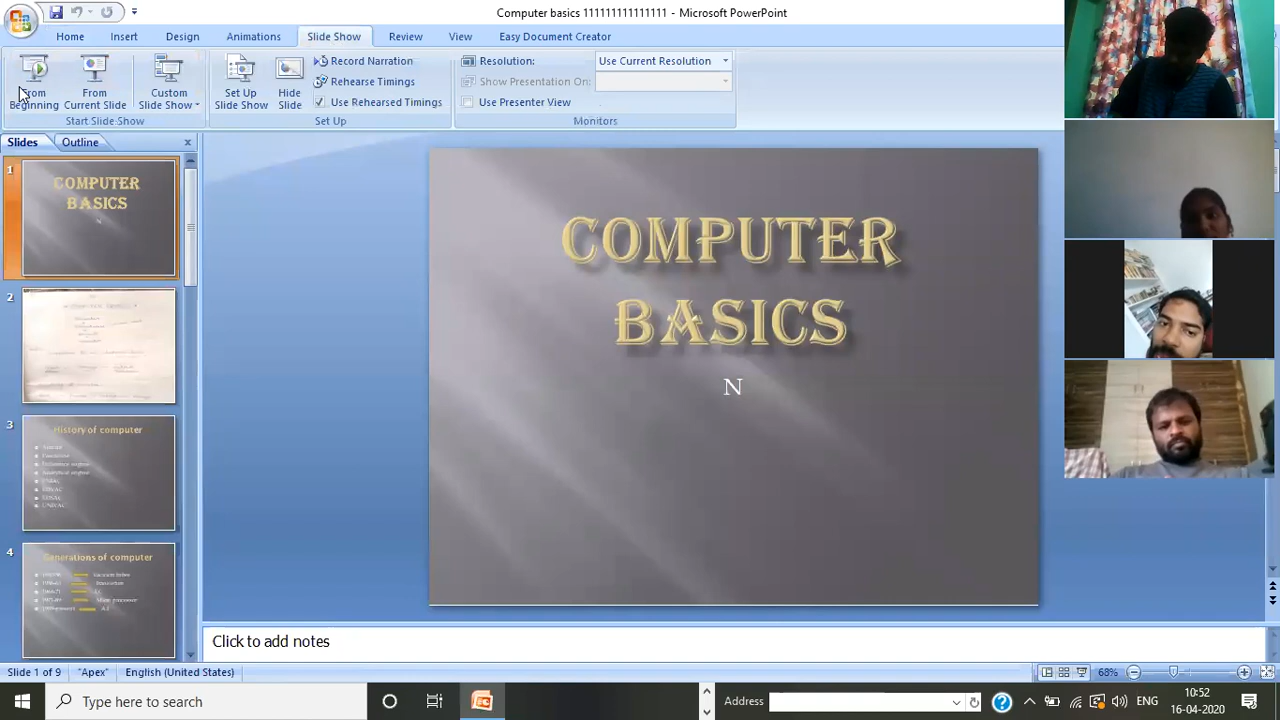 Computer basics 111111111111111 - Microsoft PowerPoint
Home Insert Design Animations Slide Show Review View Easy Document Creator
From Beginning
From Current Slide
Custom Slide Show
Start Slide Show
Set Up Slide Show
Hide Slide
Record Narration
Rehearse Timings
Use Rehearsed Timings
Set Up
Resolution: Use Current Resolution
Show Presentation On:
Use Presenter View
Monitors
Slides Outline
1
COMPUTER
BASICS
N
2
3
History of computer
4
Generations of computer
COMPUTER
BASICS
N
Click to add notes
Slide 1 of 9 "Apex" English (United States) 68%
Type here to search
Address
ENG
10:52
16-04-2020